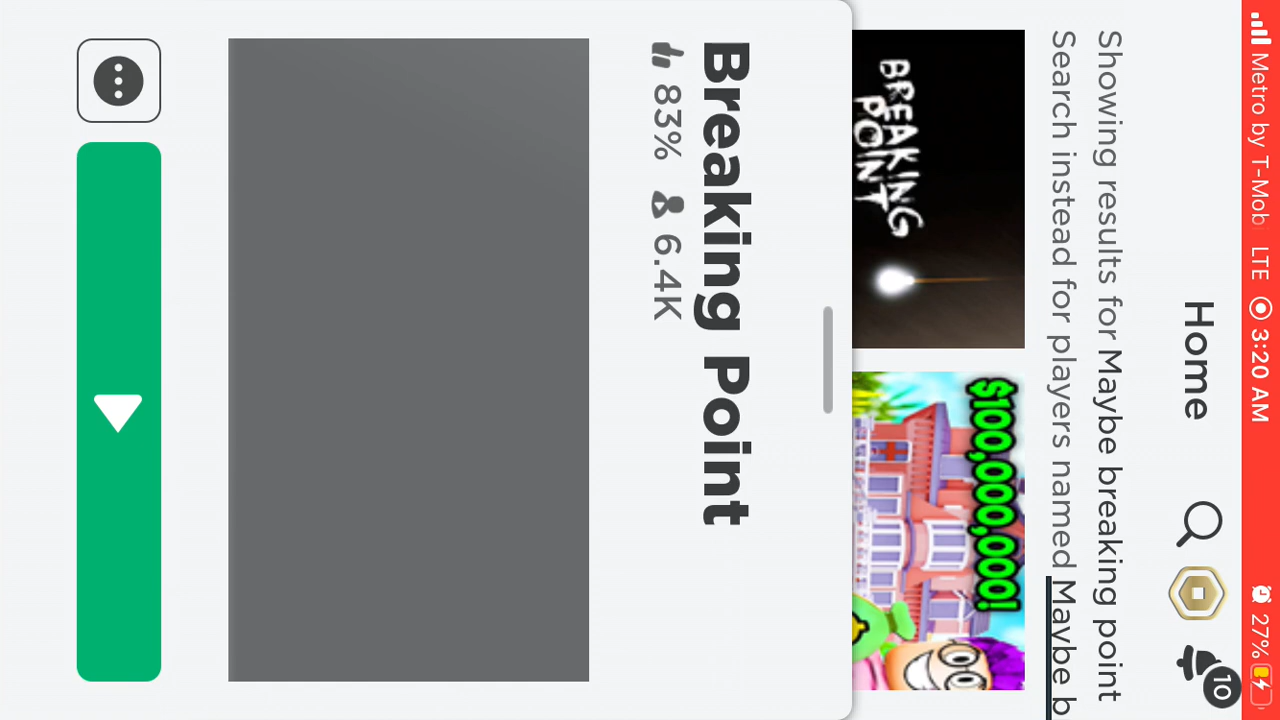 Metro by T-Mob LTE 3:20 AM 27%
Home
10
Showing results for Maybe breaking point
Search instead for players named Maybe b
BREAKING
POINT
$100,000,000!
Breaking Point
83% 6.4K